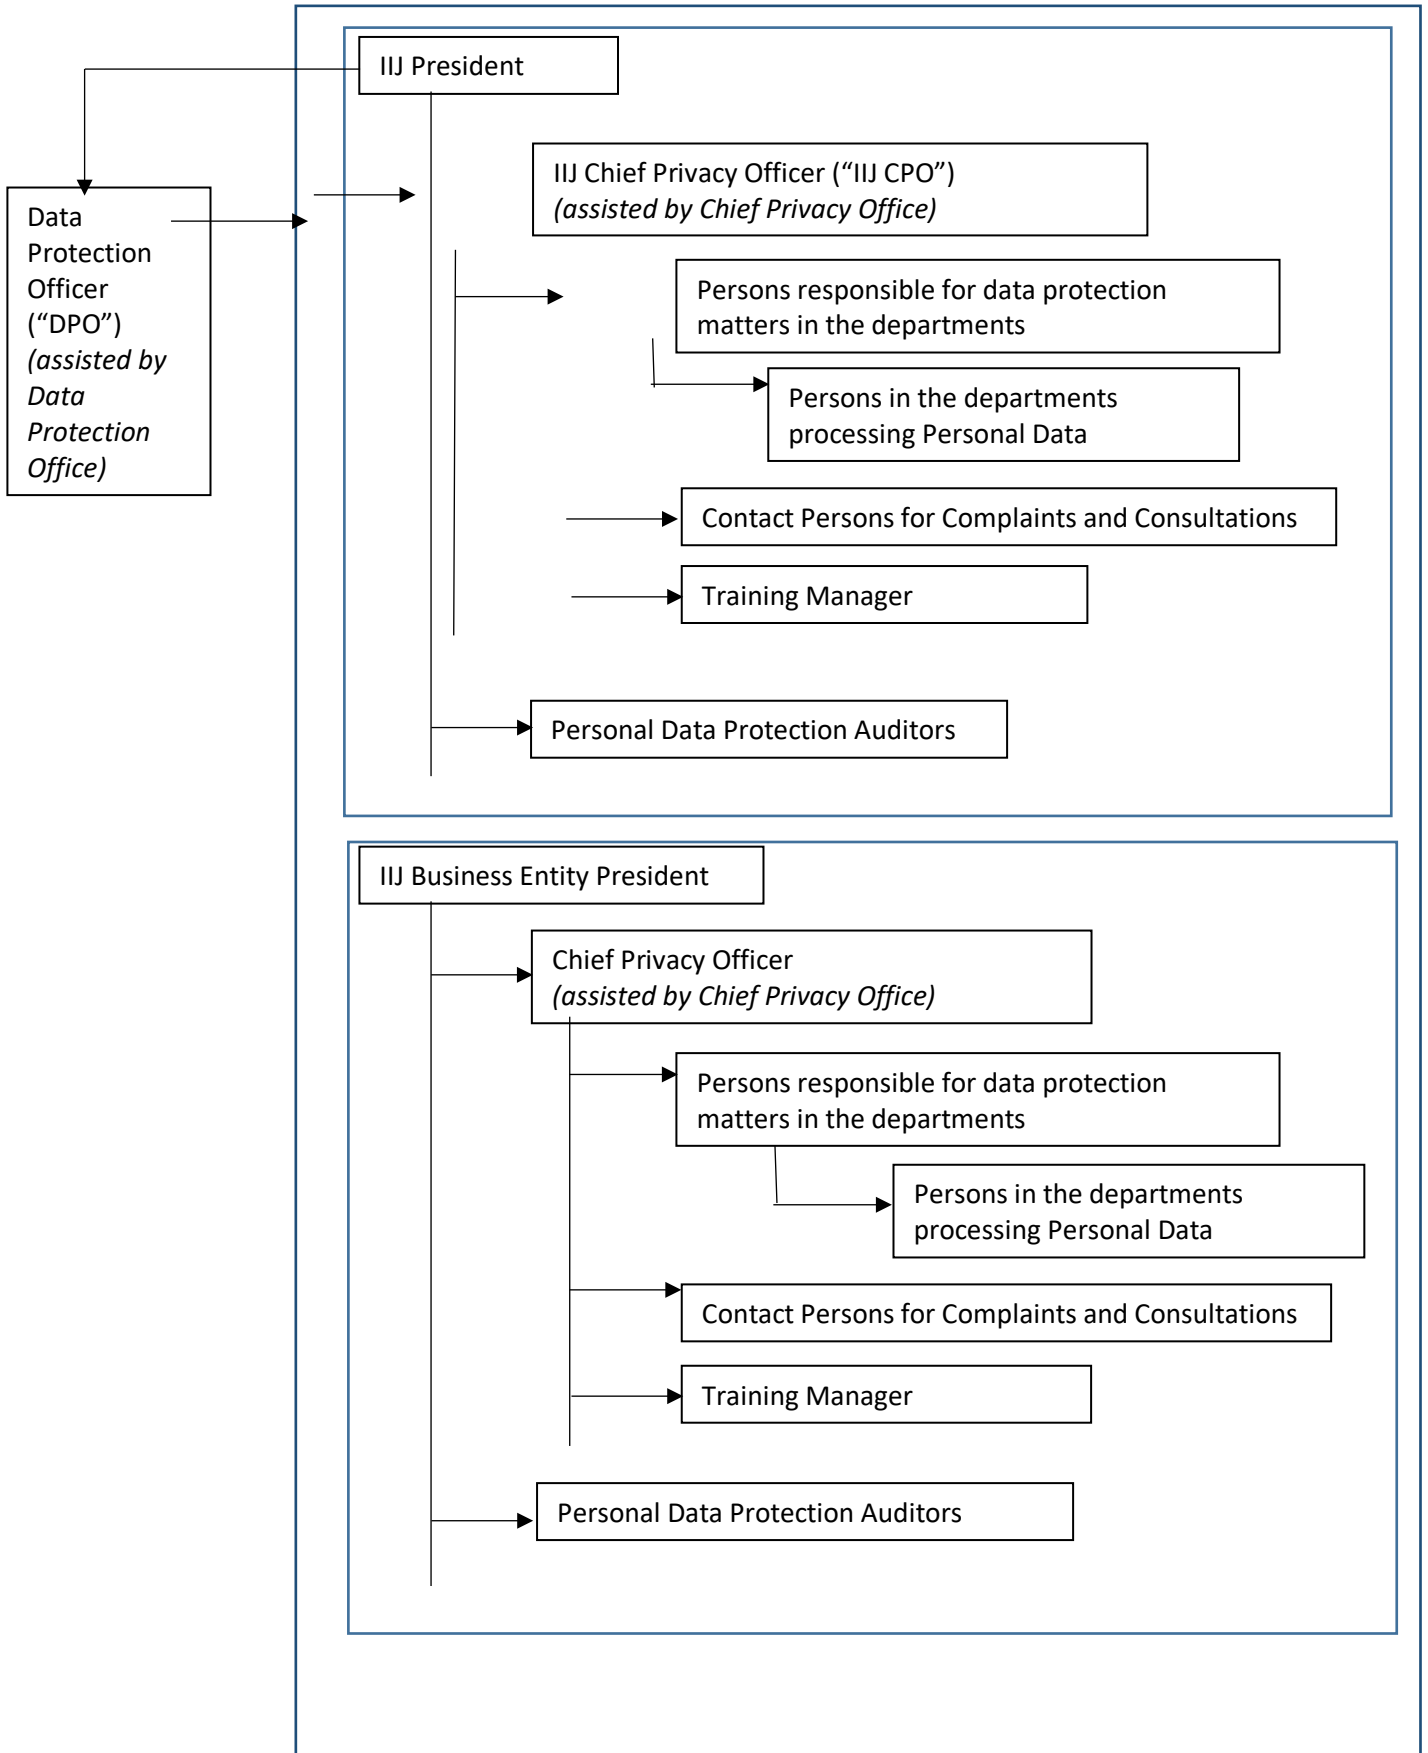 IIJ President
IIJ Chief Privacy Officer (“IIJ CPO”)
(assisted by Chief Privacy Office)
Data
Protection
Officer
(“DPO”)
(assisted by
Data
Protection
Office)
Persons responsible for data protection
matters in the departments
Persons in the departments
processing Personal Data
Contact Persons for Complaints and Consultations
Training Manager
Personal Data Protection Auditors
IIJ Business Entity President
Chief Privacy Officer
(assisted by Chief Privacy Office)
Persons responsible for data protection
matters in the departments
Persons in the departments
processing Personal Data
Contact Persons for Complaints and Consultations
Training Manager
Personal Data Protection Auditors